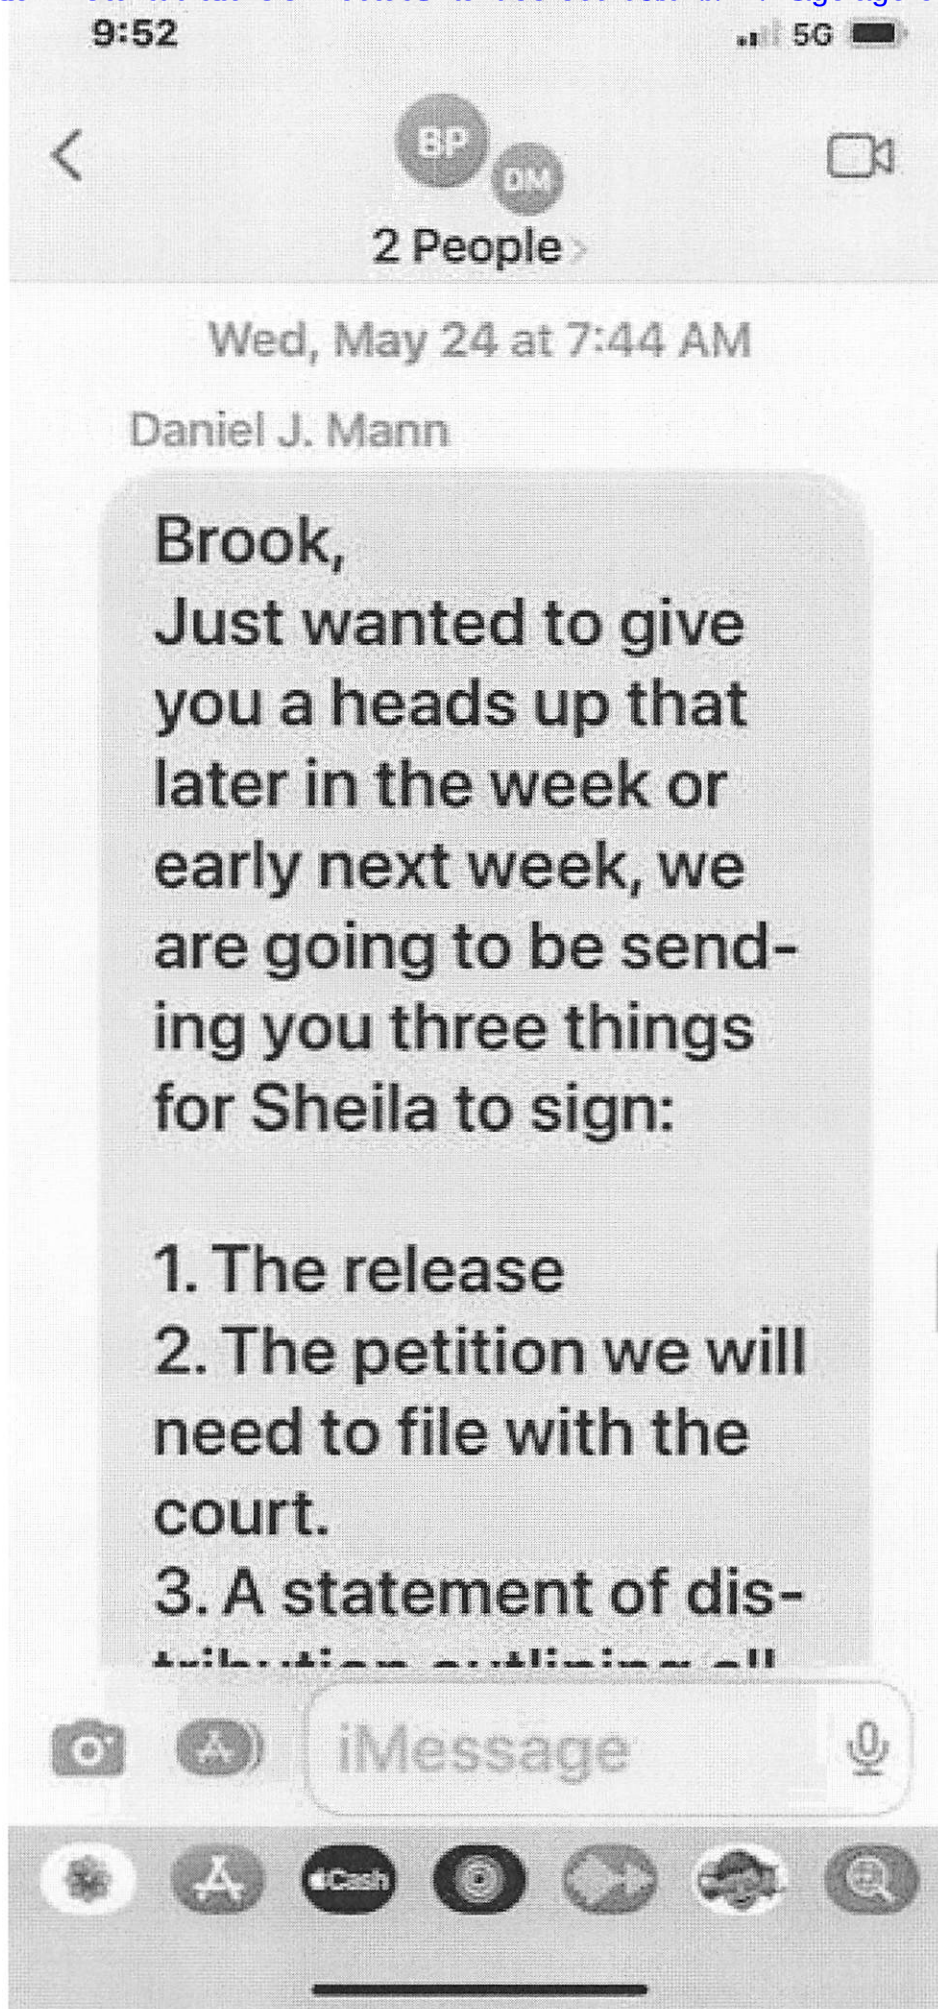 9:52
5G
BP
DM
2 People
Wed, May 24 at 7:44 AM
Daniel J. Mann
Brook,
Just wanted to give
you a heads up that
later in the week or
early next week, we
are going to be send-
ing you three things
for Sheila to sign:
1. The release
2. The petition we will
need to file with the
court.
3. A statement of dis-
tribution outlining all
iMessage
Cash